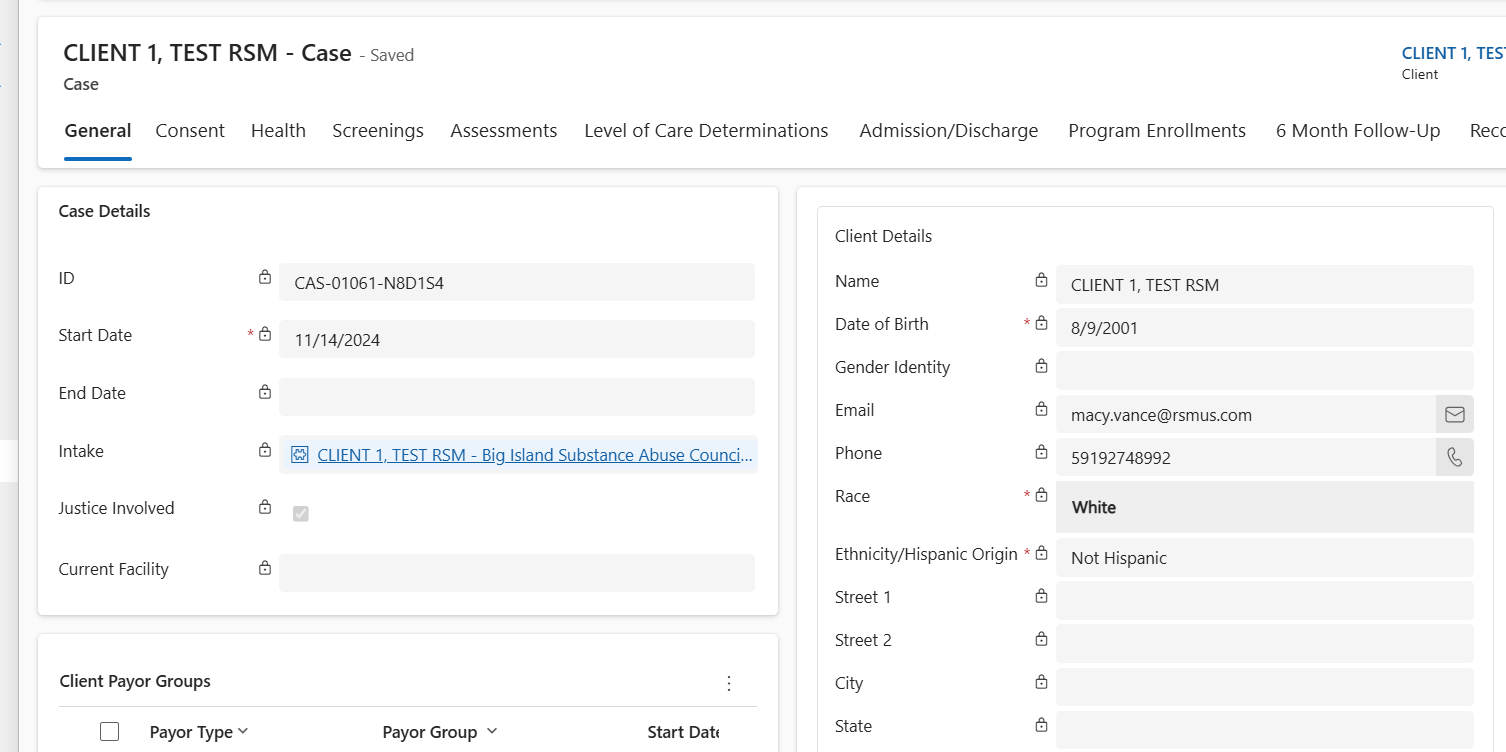 CLIENT 1, TEST RSM - Case - Saved
Case
CLIENT 1, TES
Client
General Consent Health Screenings Assessments Level of Care Determinations Admission/Discharge Program Enrollments 6 Month Follow-Up Reco
Case Details
ID CAS-01061-N8D1S4
Start Date * 11/14/2024
End Date
Intake CLIENT 1, TEST RSM - Big Island Substance Abuse Counci...
Justice Involved
Current Facility
Client Payor Groups
Payor Type Payor Group Start Date
Client Details
Name CLIENT 1, TEST RSM
Date of Birth * 8/9/2001
Gender Identity
Email macy.vance@rsmus.com
Phone 59192748992
Race * White
Ethnicity/Hispanic Origin * Not Hispanic
Street 1
Street 2
City
State